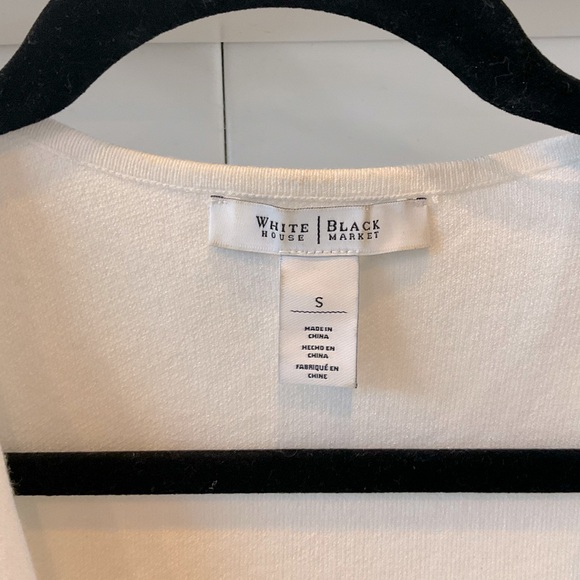 WHITE | BLACK
HOUSE | MARKET
S
MADE IN
CHINA
HECHO EN
CHINA
FABRIQUÉ EN
CHINE